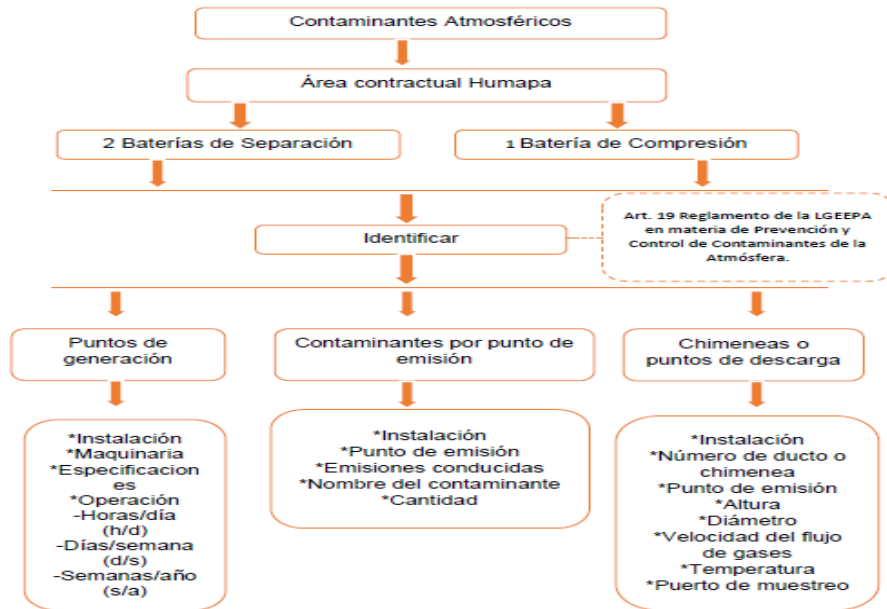 Contaminantes Atmosféricos
Área contractual Humapa
2 Baterías de Separación
1 Batería de Compresión
Art. 19 Reglamento de la LGEEPA
en materia de Prevención y
Control de Contaminantes de la
Atmósfera.
Identificar
Puntos de
generación
Contaminantes por punto de
emisión
Chimeneas o
puntos de descarga
*Instalación
*Maquinaria
*Especificacion
es
*Operación
-Horas/día
(h/d)
-Días/semana
(d/s)
-Semanas/año
(s/a)
*Instalación
*Punto de emisión
*Emisiones conducidas
*Nombre del contaminante
*Cantidad
*Instalación
*Número de ducto o
chimenea
*Punto de emisión
*Altura
*Diámetro
*Velocidad del flujo
de gases
*Temperatura
*Puerto de muestreo